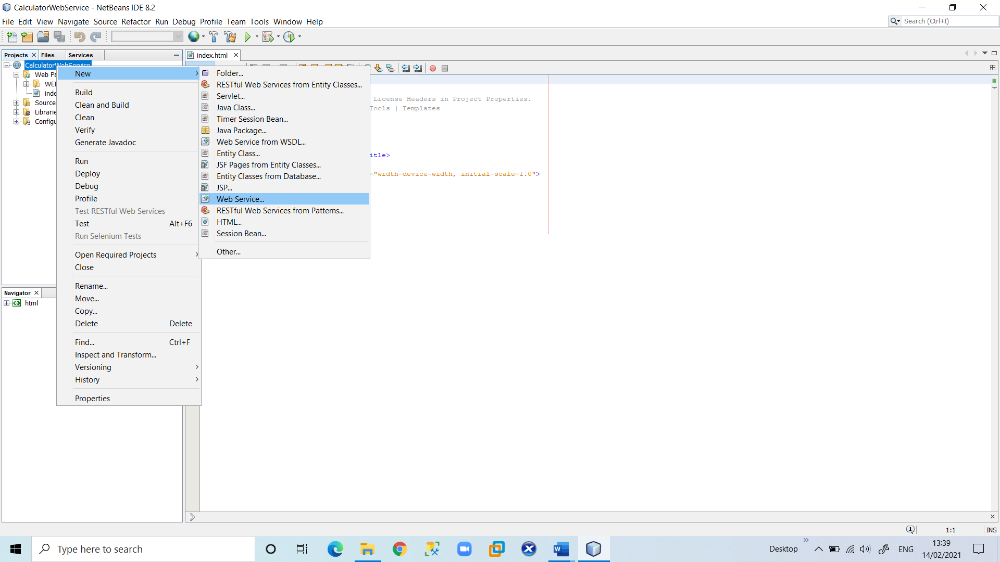 CalculatorWebService - NetBeans IDE 8.2
File Edit View Navigate Source Refactor Run Debug Profile Team Tools Window Help
Search (Ctrl+I)
Projects Files Services
index.html
CalculatorWebService
Web Pa
WEB
inde
Source
Librarie
Configu
New
Build
Clean and Build
Clean
Verify
Generate Javadoc
Run
Deploy
Debug
Profile
Test RESTful Web Services
Test Alt+F6
Run Selenium Tests
Open Required Projects
Close
Rename...
Move...
Copy...
Delete Delete
Find... Ctrl+F
Inspect and Transform...
Versioning
History
Properties
Folder...
RESTful Web Services from Entity Classes...
Servlet...
Java Class...
Timer Session Bean...
Java Package...
Web Service from WSDL...
Entity Class...
JSF Pages from Entity Classes...
Entity Classes from Database...
JSP...
Web Service...
RESTful Web Services from Patterns...
HTML...
Session Bean...
Other...
License Headers in Project Properties.
Tools | Templates
itle>
="width=device-width, initial-scale=1.0">
Navigator
html
1:1 INS
Type here to search
Desktop
ENG
13:39
14/02/2021